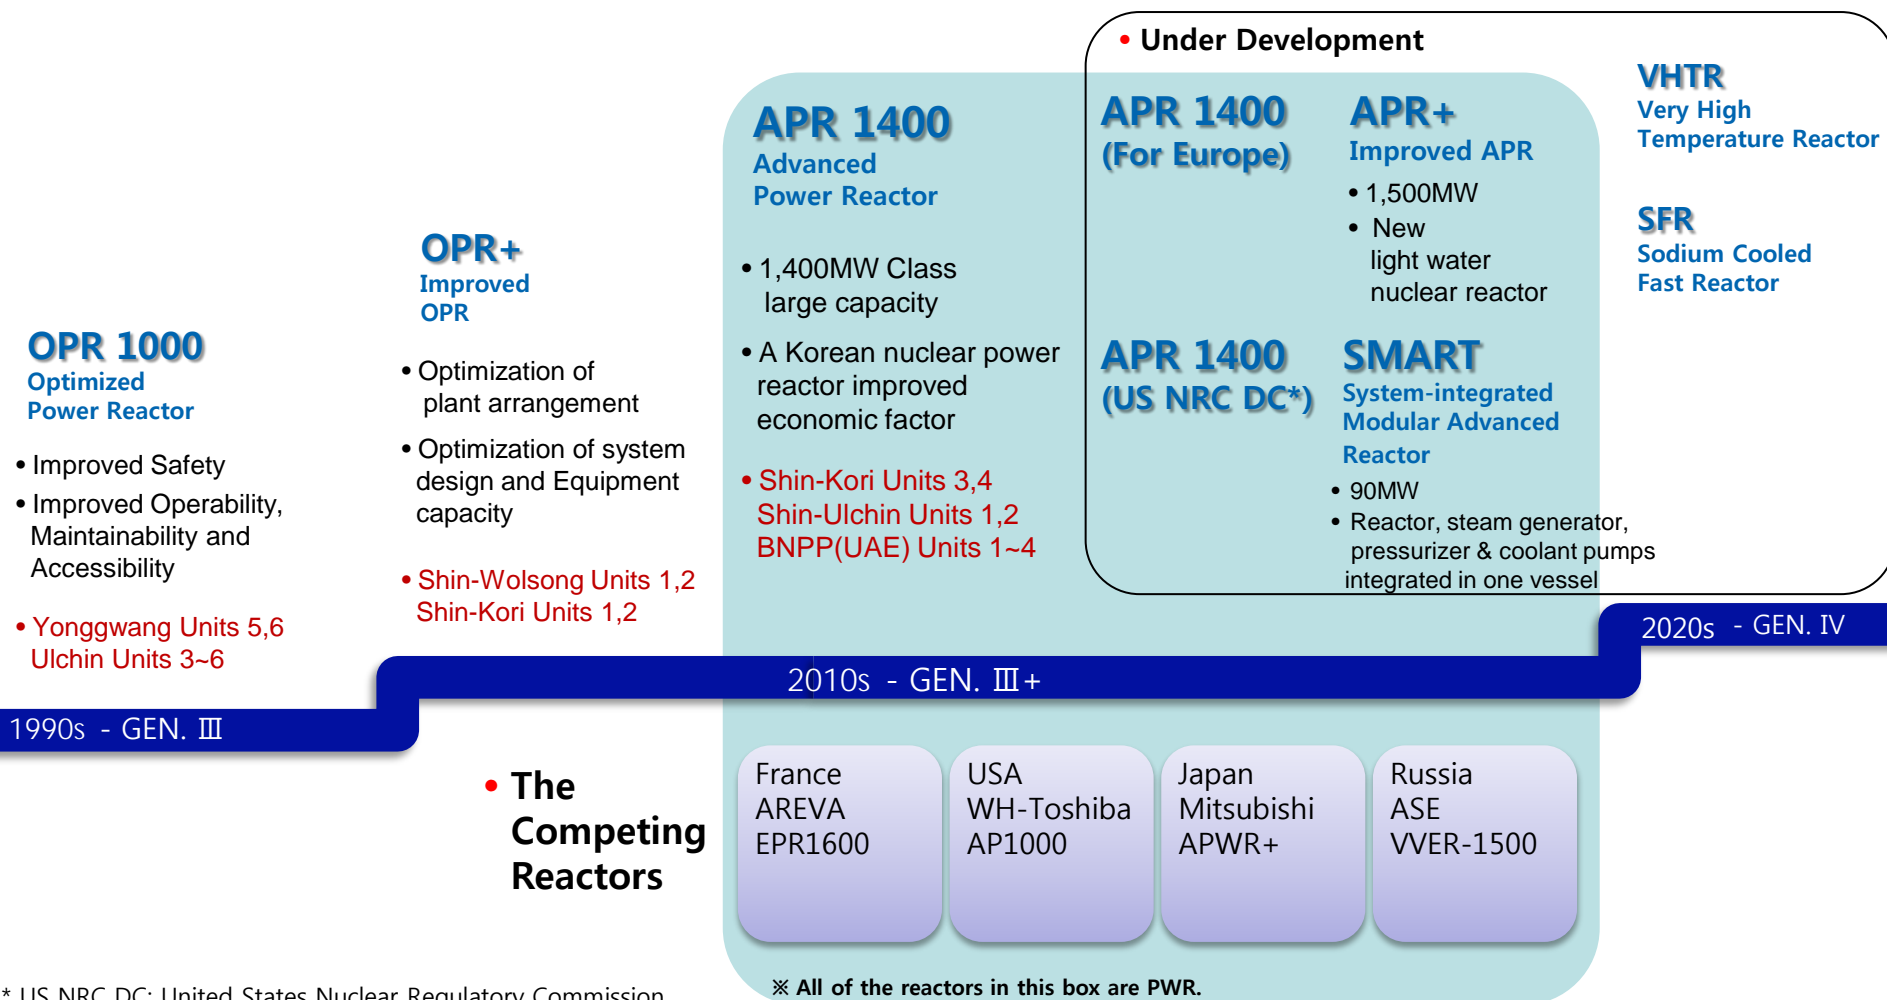 OPR 1000
Optimized
Power Reactor
• Improved Safety
• Improved Operability,
Maintainability and
Accessibility
• Yonggwang Units 5,6
Ulchin Units 3~6
1990s - GEN. Ⅲ
OPR+
Improved
OPR
• Optimization of
plant arrangement
• Optimization of system
design and Equipment
capacity
• Shin-Wolsong Units 1,2
Shin-Kori Units 1,2
APR 1400
Advanced
Power Reactor
• 1,400MW Class
large capacity
• A Korean nuclear power
reactor improved
economic factor
• Shin-Kori Units 3,4
Shin-Ulchin Units 1,2
BNPP(UAE) Units 1~4
2010s - GEN. Ⅲ+
• Under Development
APR 1400
(For Europe)
APR 1400
(US NRC DC*)
APR+
Improved APR
• 1,500MW
• New
light water
nuclear reactor
SMART
System-integrated
Modular Advanced
Reactor
• 90MW
• Reactor, steam generator,
pressurizer & coolant pumps
integrated in one vessel
VHTR
Very High
Temperature Reactor
SFR
Sodium Cooled
Fast Reactor
2020s - GEN. IV
• The
Competing
Reactors
France
AREVA
EPR1600
USA
WH-Toshiba
AP1000
Japan
Mitsubishi
APWR+
Russia
ASE
VVER-1500
※ All of the reactors in this box are PWR.
* US NRC DC: United States Nuclear Regulatory Commission